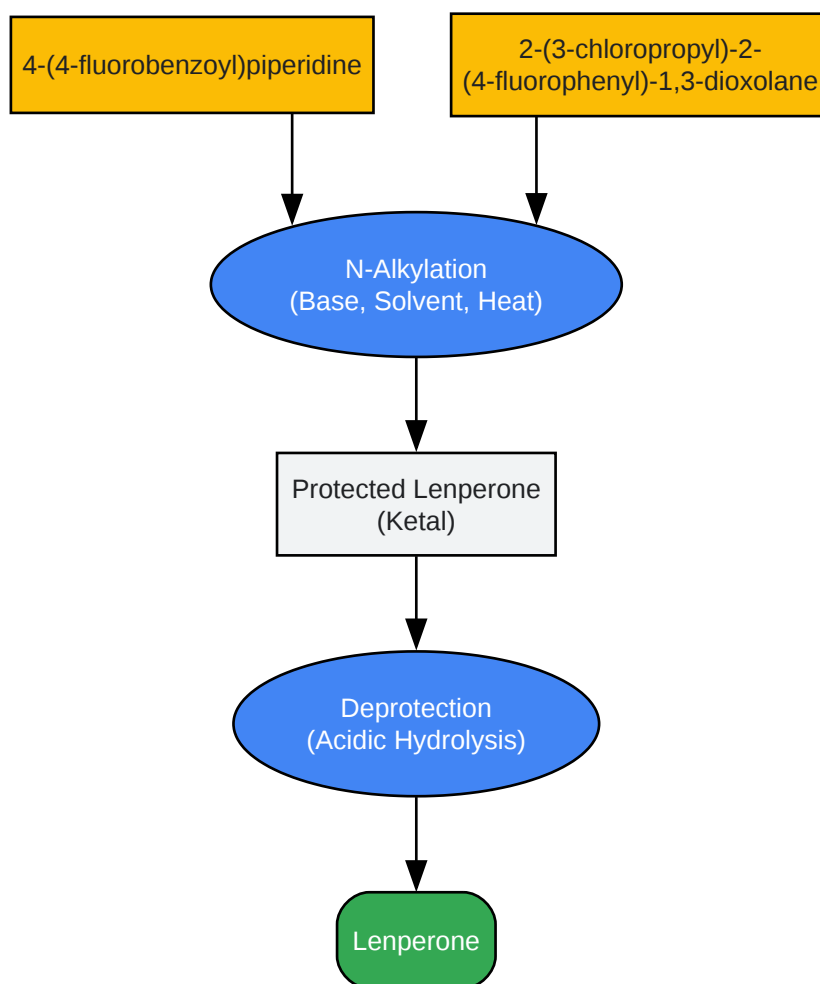 4-(4-fluorobenzoyl)piperidine
2-(3-chloropropyl)-2-
(4-fluorophenyl)-1,3-dioxolane
N-Alkylation
(Base, Solvent, Heat)
Protected Lenperone
(Ketal)
Deprotection
(Acidic Hydrolysis)
Lenperone